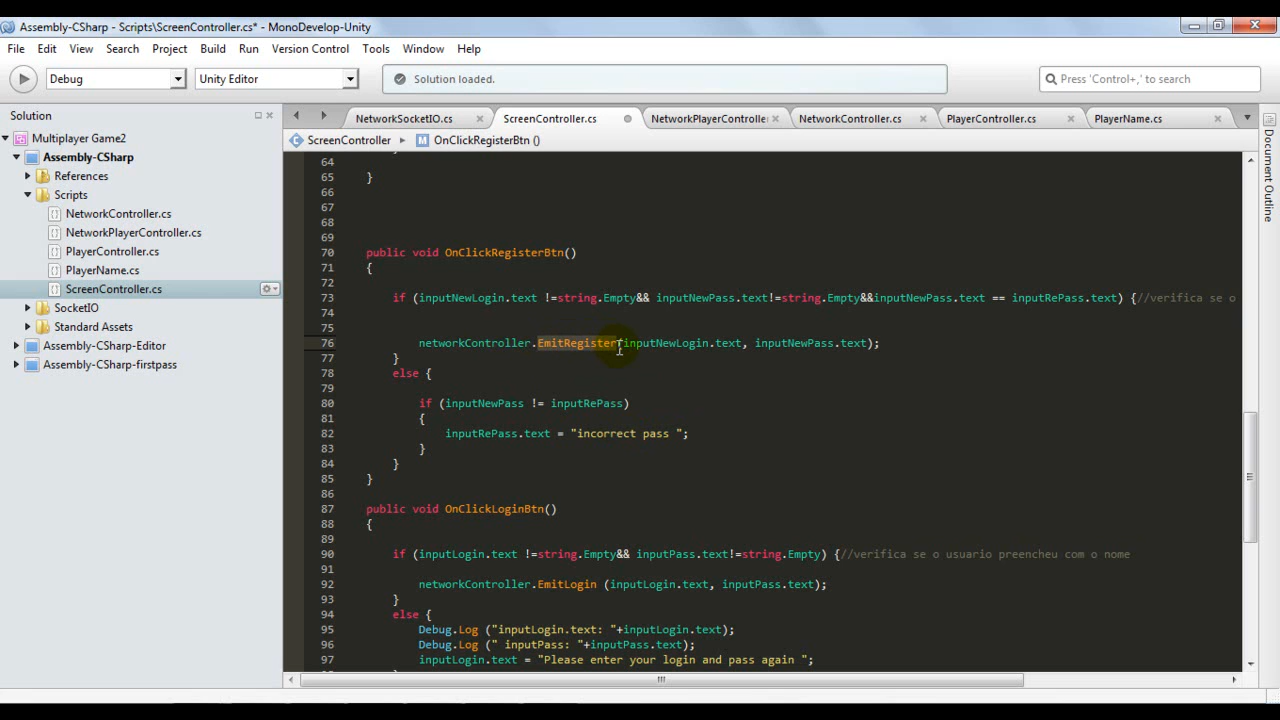 Assembly-CSharp - Scripts\ScreenController.cs* - MonoDevelop-Unity
File Edit View Search Project Build Run Version Control Tools Window Help
Debug Unity Editor Solution loaded. Press 'Control+,' to search
Solution
Multiplayer Game2
Assembly-CSharp
References
Scripts
NetworkController.cs
NetworkPlayerController.cs
PlayerController.cs
PlayerName.cs
ScreenController.cs
SocketIO
Standard Assets
Assembly-CSharp-Editor
Assembly-CSharp-firstpass
NetworkSocketIO.cs ScreenController.cs NetworkPlayerController NetworkController.cs PlayerController.cs PlayerName.cs
ScreenController OnClickRegisterBtn ()
64
65 }
66
67
68
69
70 public void OnClickRegisterBtn()
71 {
72
73 if (inputNewLogin.text !=string.Empty&& inputNewPass.text!=string.Empty&&inputNewPass.text == inputRePass.text) {//verifica se o
74
75
76 networkController.EmitRegister(inputNewLogin.text, inputNewPass.text);
77 }
78 else {
79
80 if (inputNewPass != inputRePass)
81 {
82 inputRePass.text = "incorrect pass ";
83 }
84 }
85 }
86
87 public void OnClickLoginBtn()
88 {
89
90 if (inputLogin.text !=string.Empty&& inputPass.text!=string.Empty) {//verifica se o usuario preencheu com o nome
91
92 networkController.EmitLogin (inputLogin.text, inputPass.text);
93 }
94 else {
95 Debug.Log ("inputLogin.text: "+inputLogin.text);
96 Debug.Log (" inputPass: "+inputPass.text);
97 inputLogin.text = "Please enter your login and pass again ";
Document Outline